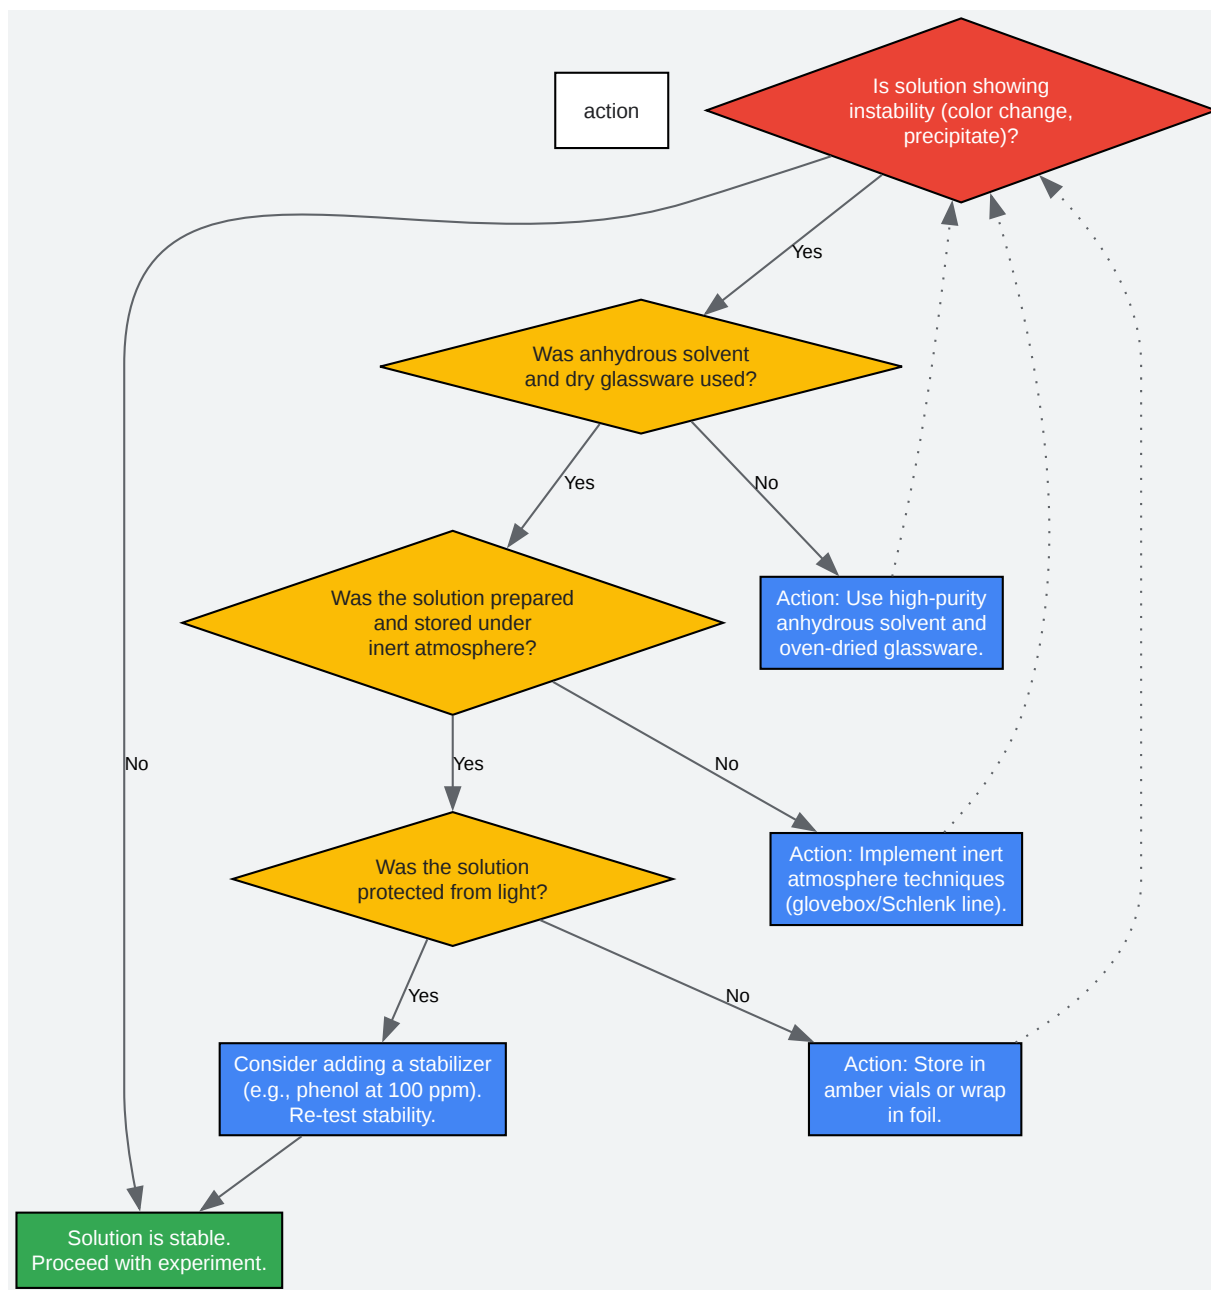 action
Is solution showing
instability (color change,
precipitate)?
Yes
Was anhydrous solvent
and dry glassware used?
Yes
No
Was the solution prepared
and stored under
inert atmosphere?
Action: Use high-purity
anhydrous solvent and
oven-dried glassware.
No
Yes
No
Was the solution
protected from light?
Action: Implement inert
atmosphere techniques
(glovebox/Schlenk line).
Yes
No
Consider adding a stabilizer
(e.g., phenol at 100 ppm).
Re-test stability.
Action: Store in
amber vials or wrap
in foil.
Solution is stable.
Proceed with experiment.